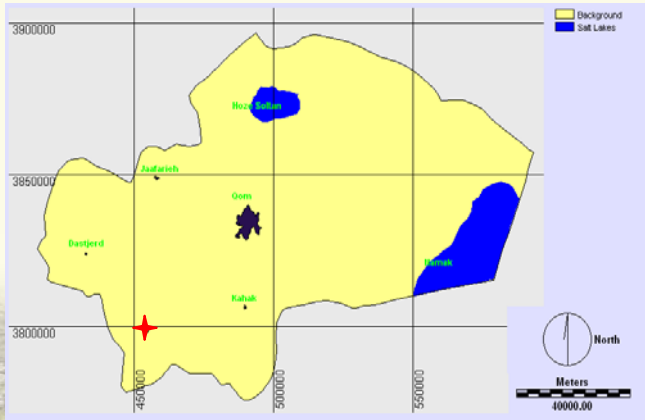 3900000
Background
Salt Lakes
Hoze Soltan
3850000
Jaafarieh
Qom
Dastjerd
Namak
Kahak
3800000
450000
500000
550000
North
Meters
40000.00